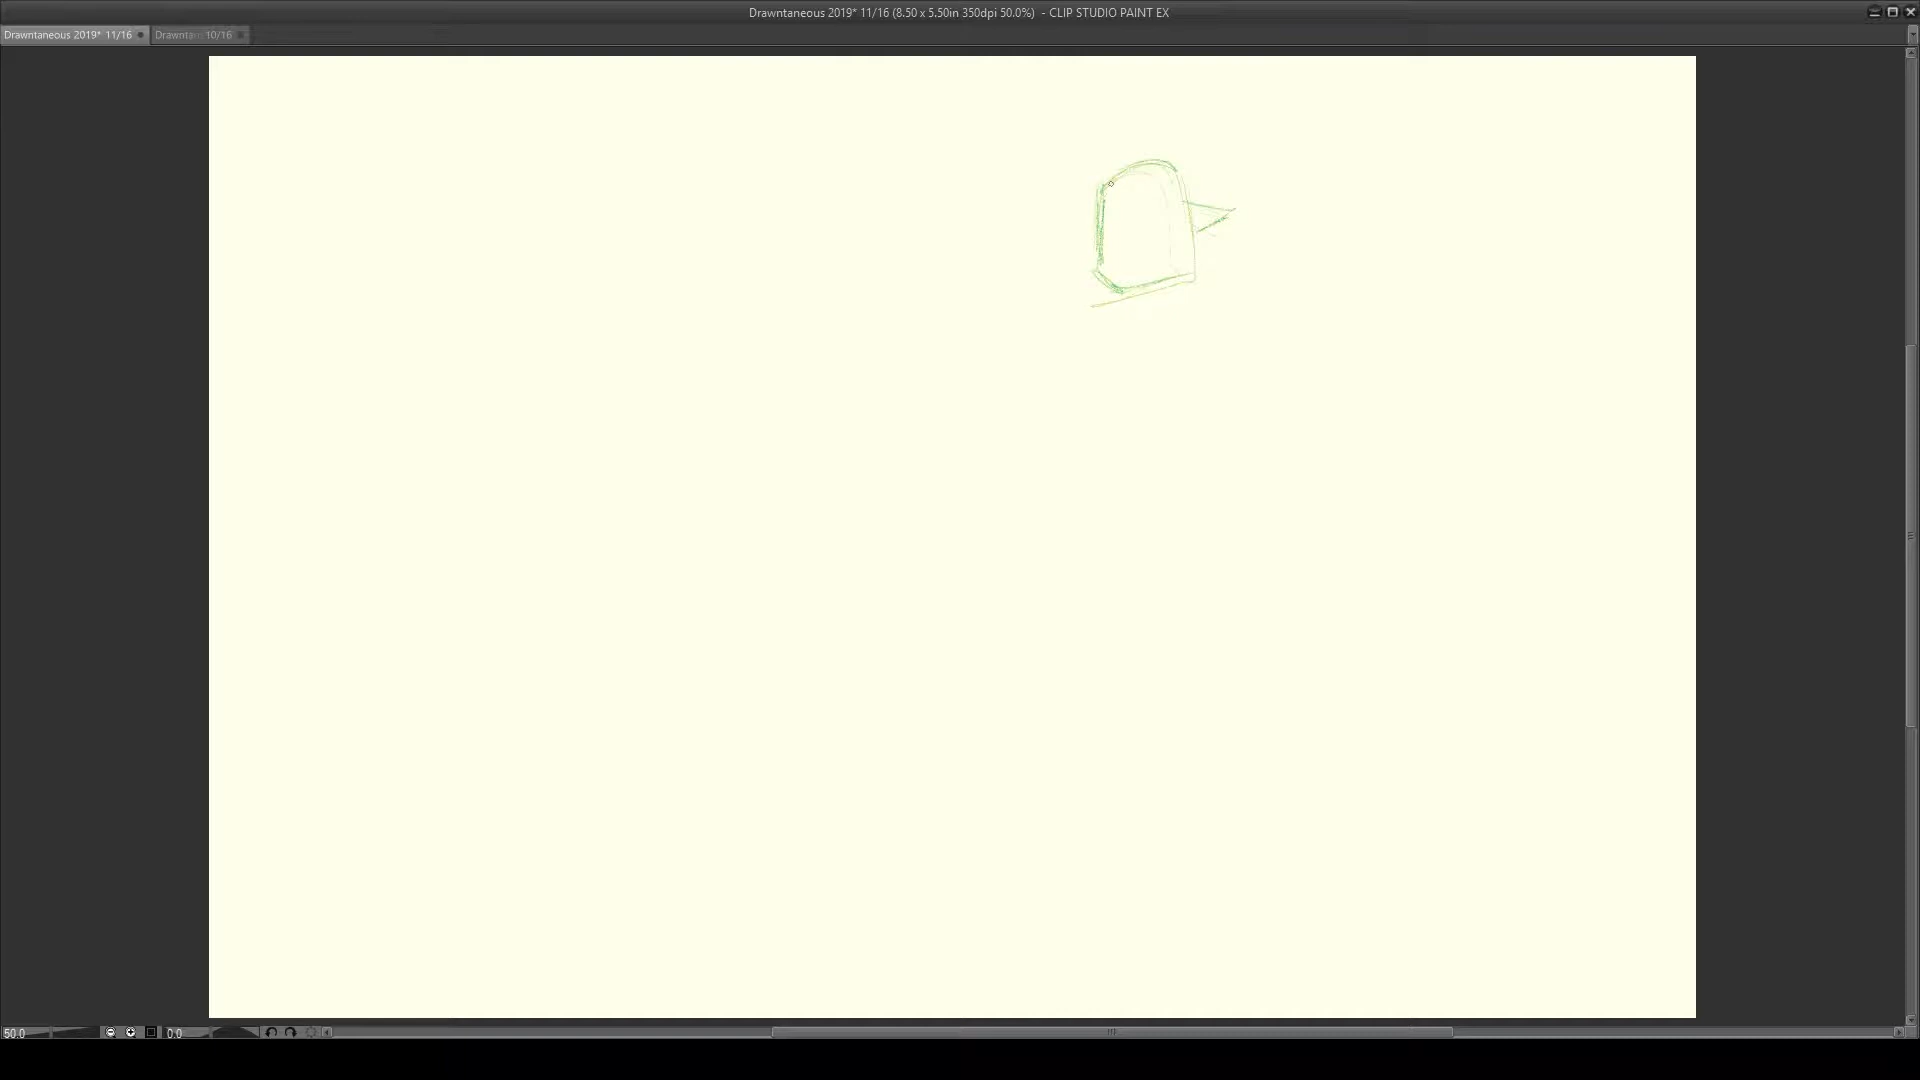 Drawntaneous 2019* 11/16 (8.50 x 5.50in 350dpi 50.0%) - CLIP STUDIO PAINT EX
Drawntaneous 2019* 11/16
10/16
50.0
0.0